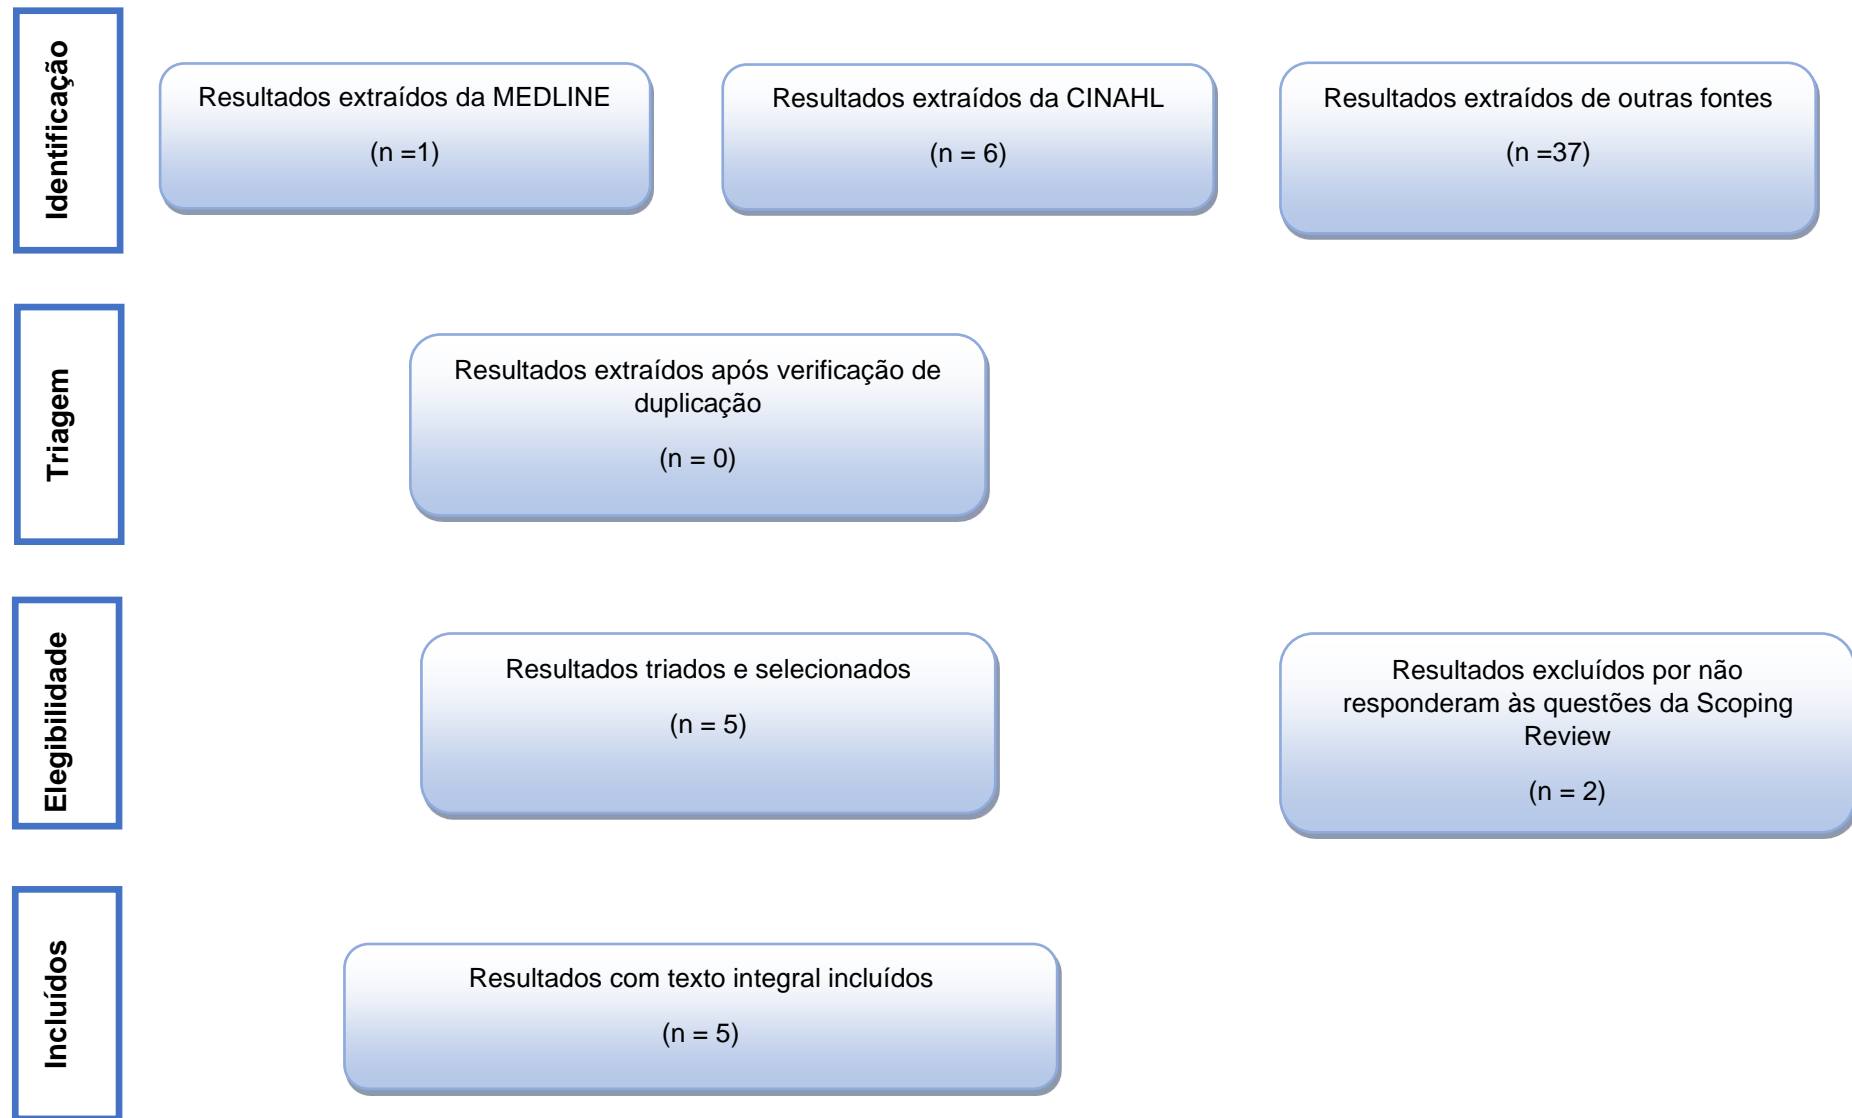 Identificação
Resultados extraídos da MEDLINE
(n =1)
Resultados extraídos da CINAHL
(n = 6)
Resultados extraídos de outras fontes
(n =37)
Triagem
Resultados extraídos após verificação de
duplicação
(n = 0)
Elegibilidade
Resultados triados e selecionados
(n = 5)
Resultados excluídos por não
responderam às questões da Scoping
Review
(n = 2)
Incluídos
Resultados com texto integral incluídos
(n = 5)